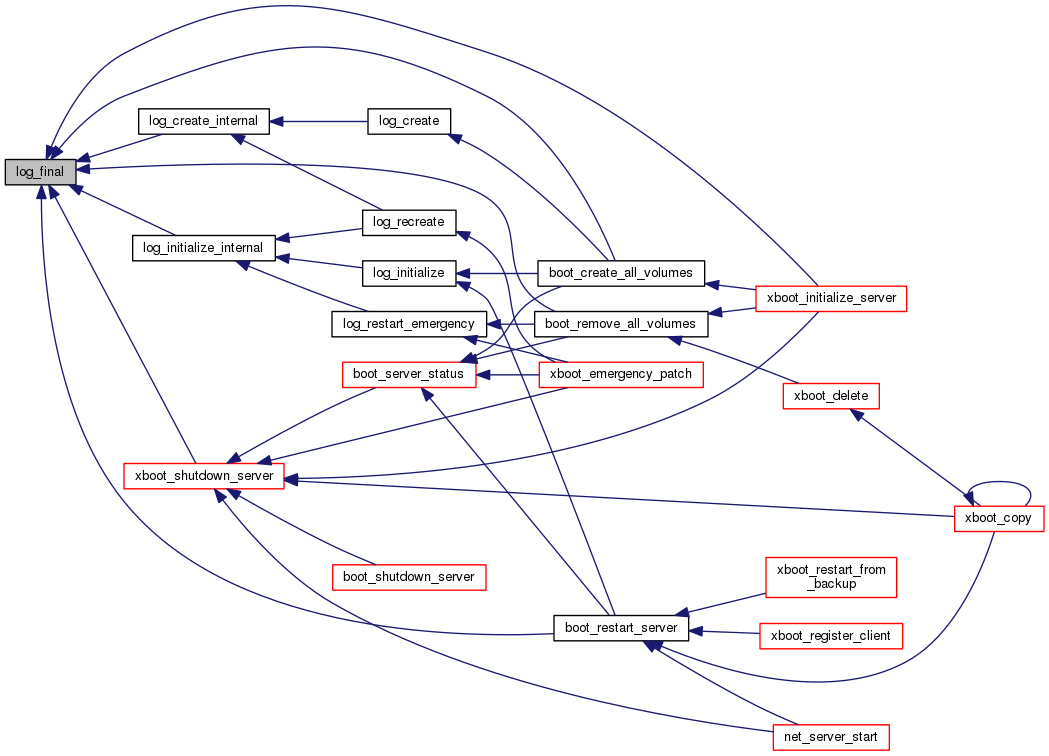 log_create_internal
log_create
log_final
log_recreate
log_initialize_internal
log_initialize
boot_create_all_volumes
xboot_initialize_server
log_restart_emergency
boot_remove_all_volumes
boot_server_status
xboot_emergency_patch
xboot_delete
xboot_shutdown_server
xboot_copy
boot_shutdown_server
xboot_restart_from
_backup
boot_restart_server
xboot_register_client
net_server_start